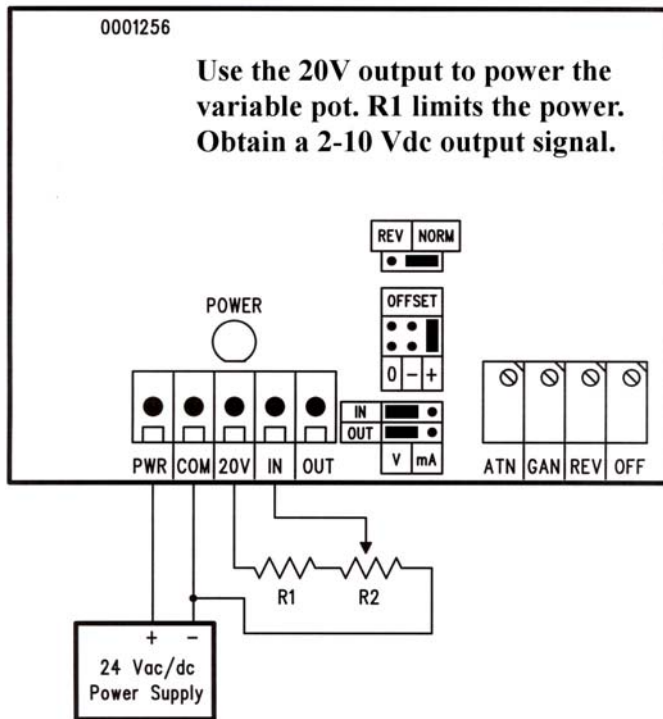 0001256
Use the 20V output to power the
variable pot. R1 limits the power.
Obtain a 2-10 Vdc output signal.
REV NORM
POWER
OFFSET
0 - +
IN
OUT
V mA
PWR COM 20V IN OUT
ATN GAN REV OFF
R1 R2
+ -
24 Vac/dc
Power Supply